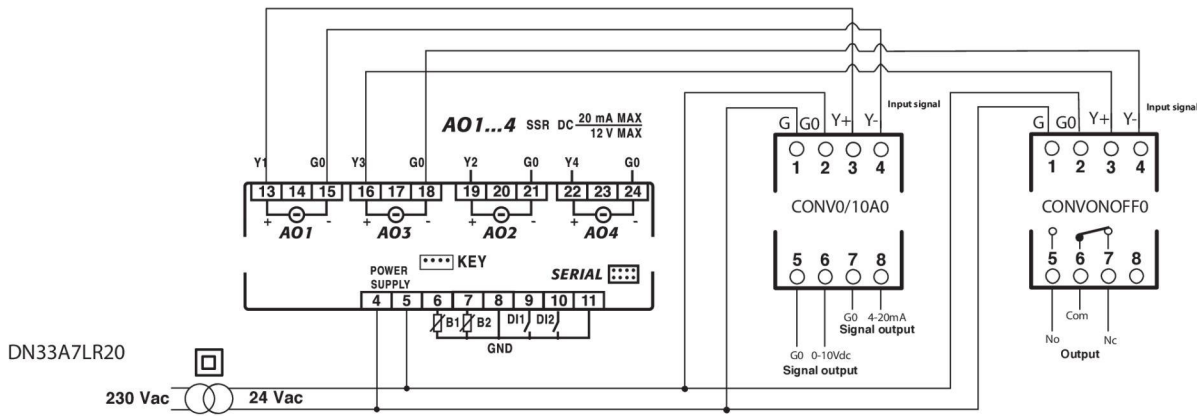 AO1...4 SSR DC 20 mA MAX
12 V MAX
Y1 G0 Y3 G0 Y2 G0 Y4 G0
13 14 15 16 17 18 19 20 21 22 23 24
+ - + - + - + -
AO1 AO3 AO2 AO4
KEY
POWER
SUPPLY
SERIAL
4 5 6 7 8 9 10 11
B1 B2 DI1 DI2
GND
DN33A7LR20
230 Vac 24 Vac
Input signal
G G0 Y+ Y-
1 2 3 4
CONV0/10A0
5 6 7 8
G0 4-20mA
Signal output
G0 0-10Vdc
Signal output
Input signal
G G0 Y+ Y-
1 2 3 4
CONVONOFF0
5 6 7 8
Com
No Nc
Output